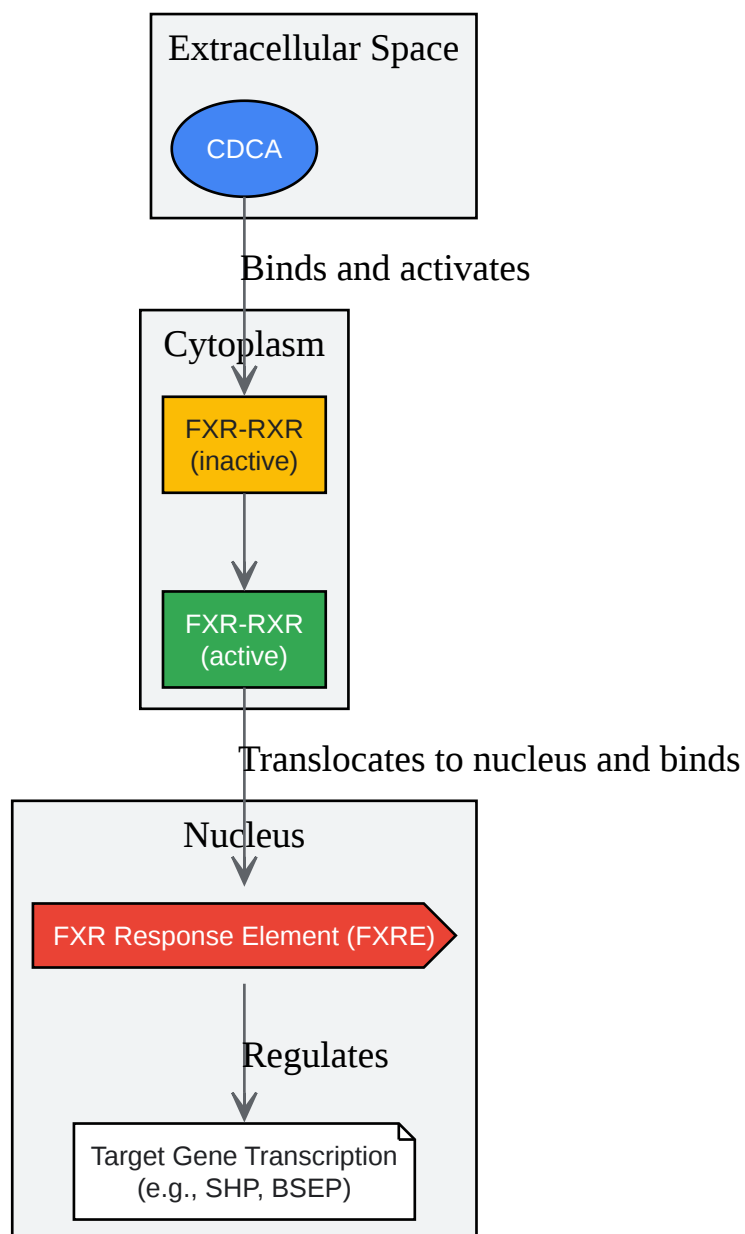 Extracellular Space
CDCA
Binds and activates
Cytoplasm
FXR-RXR
(inactive)
FXR-RXR
(active)
Translocates to nucleus and binds
Nucleus
FXR Response Element (FXRE)
Regulates
Target Gene Transcription
(e.g., SHP, BSEP)